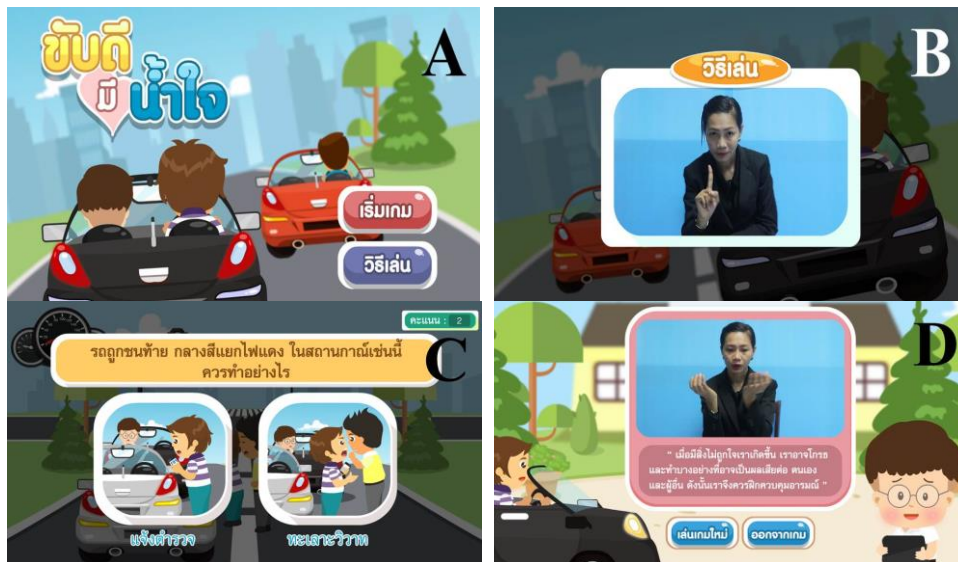 ขับดี
มี น้ำใจ
A
เริ่มเกม
วิธีเล่น
วิธีเล่น
B
คะแนน : 2
รถถูกชนท้าย กลางสี่แยกไฟแดง ในสถานการณ์เช่นนี้
ควรทำอย่างไร
C
แจ้งตำรวจ
ทะเลาะวิวาท
D
" เมื่อมีสิ่งไม่ถูกใจเราเกิดขึ้น เราอาจโกรธ
และทำบางอย่างที่อาจเป็นผลเสียต่อ ตนเอง
และผู้อื่น ดังนั้นเราจึงควรฝึกควบคุมอารมณ์ "
เล่นเกมใหม่
ออกจากเกม